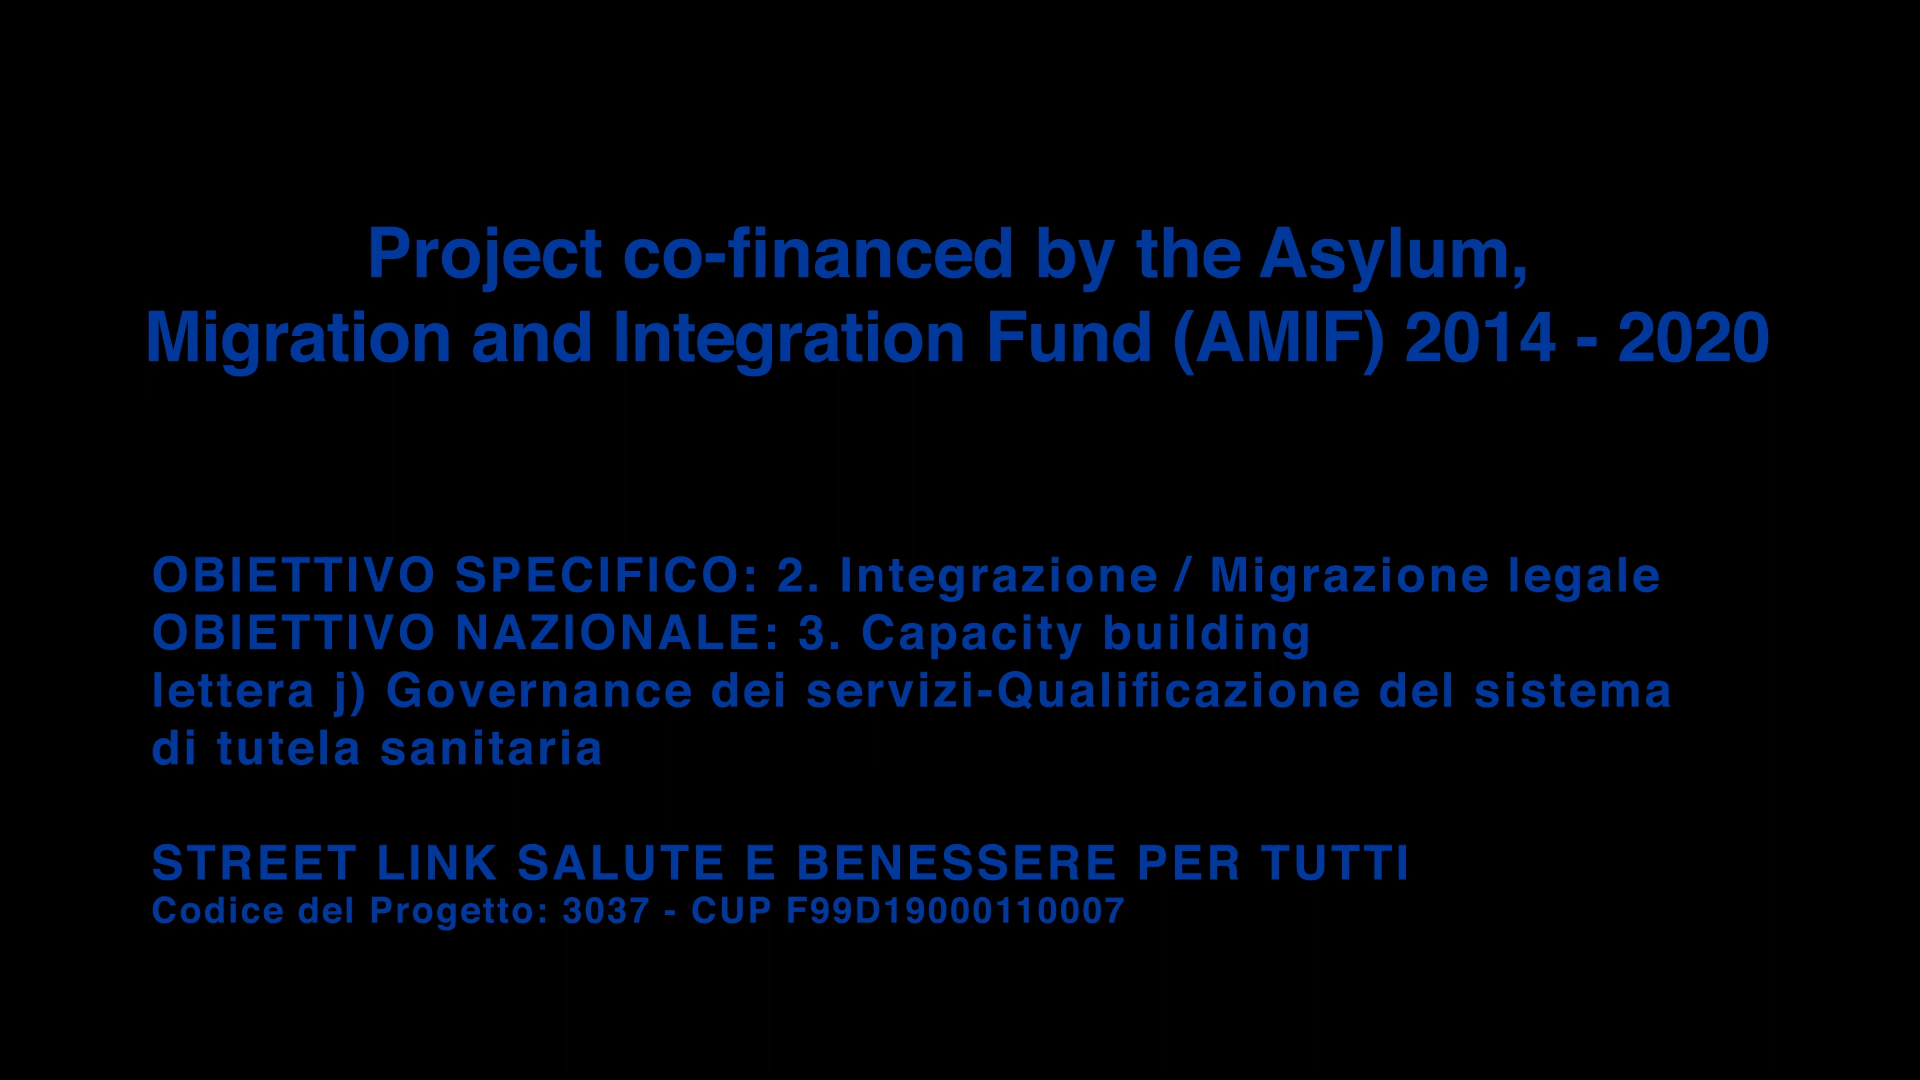 Project co-financed by the Asylum,
Migration and Integration Fund (AMIF) 2014 - 2020
OBIETTIVO SPECIFICO: 2. Integrazione / Migrazione legale
OBIETTIVO NAZIONALE: 3. Capacity building
lettera j) Governance dei servizi-Qualificazione del sistema
di tutela sanitaria
STREET LINK SALUTE E BENESSERE PER TUTTI
Codice del Progetto: 3037 - CUP F99D19000110007